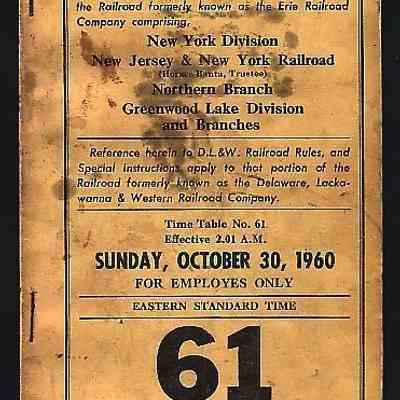 the Railroad formerly known as the Erie Railroad
Company comprising,
New York Division
New Jersey & New York Railroad
(Horace Banta, Trustee)
Northern Branch
Greenwood Lake Division
and Branches
Reference herein to D.L.&W. Railroad Rules, and
Special instructions apply to that portion of the
Railroad formerly known as the Delaware, Lacka-
wanna & Western Railroad Company.
Time Table No. 61
Effective 2.01 A.M.
SUNDAY, OCTOBER 30, 1960
FOR EMPLOYES ONLY
EASTERN STANDARD TIME
61